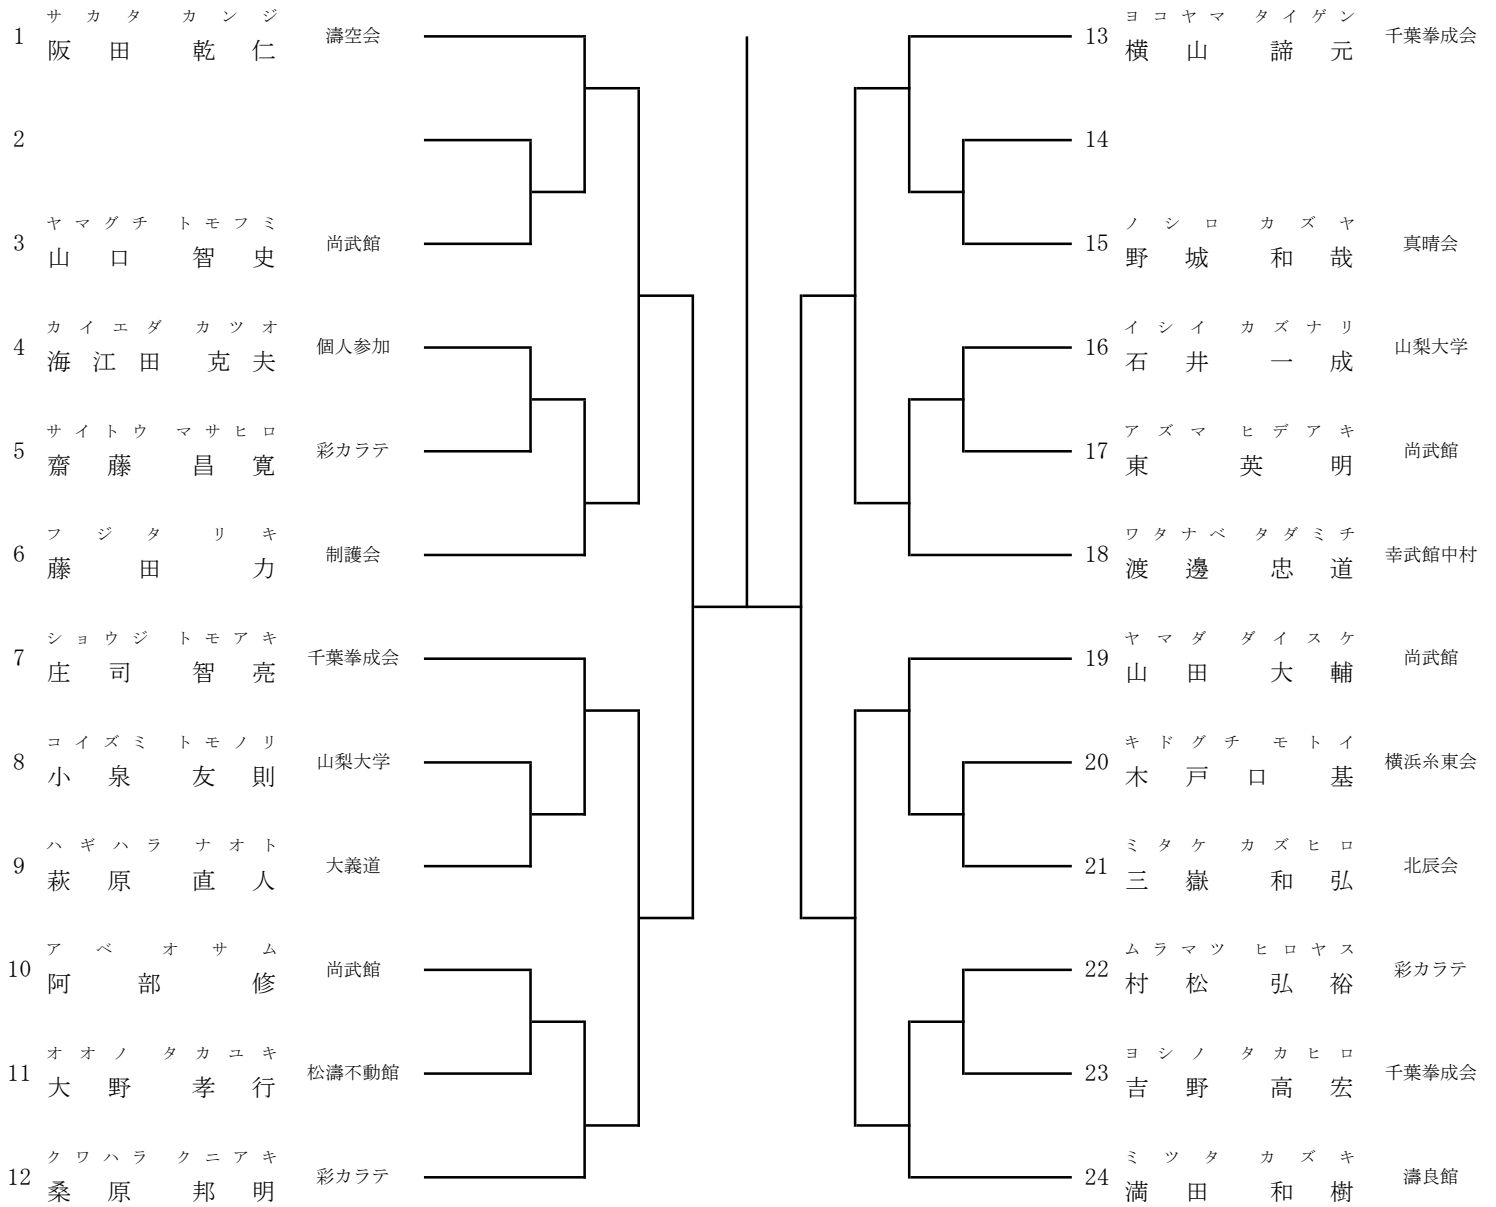 サカタ カンジ
1 阪田 乾仁 濤空会
2
ヤマグチ トモフミ
3 山口 智史 尚武館
カイエダ カツオ
4 海江田 克夫 個人参加
サイトウ マサヒロ
5 齋藤 昌寛 彩カラテ
フジタ リキ
6 藤田 力 制護会
ショウジ トモアキ
7 庄司 智亮 千葉拳成会
コイズミ トモノリ
8 小泉 友則 山梨大学
ハギハラ ナオト
9 萩原 直人 大義道
アベ オサム
10 阿部 修 尚武館
オオノ タカユキ
11 大野 孝行 松濤不動館
クワハラ クニアキ
12 桑原 邦明 彩カラテ
ヨコヤマ タイゲン
13 横山 諦元 千葉拳成会
14
ノシロ カズヤ
15 野城 和哉 真晴会
イシイ カズナリ
16 石井 一成 山梨大学
アズマ ヒデアキ
17 東 英明 尚武館
ワタナベ タダミチ
18 渡邊 忠道 幸武館中村
ヤマダ ダイスケ
19 山田 大輔 尚武館
キドグチ モトイ
20 木戸口 基 横浜糸東会
ミタケ カズヒロ
21 三嶽 和弘 北辰会
ムラマツ ヒロヤス
22 村松 弘裕 彩カラテ
ヨシノ タカヒロ
23 吉野 高宏 千葉拳成会
ミツタ カズキ
24 満田 和樹 濤良館